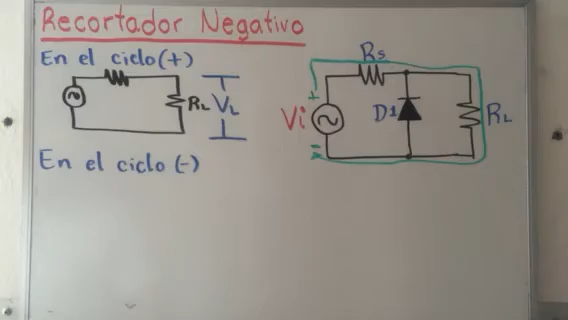 Recortador Negativo
En el ciclo (+)
RL VL
En el ciclo (-)
Rs
+
Vi
D1
RL
-